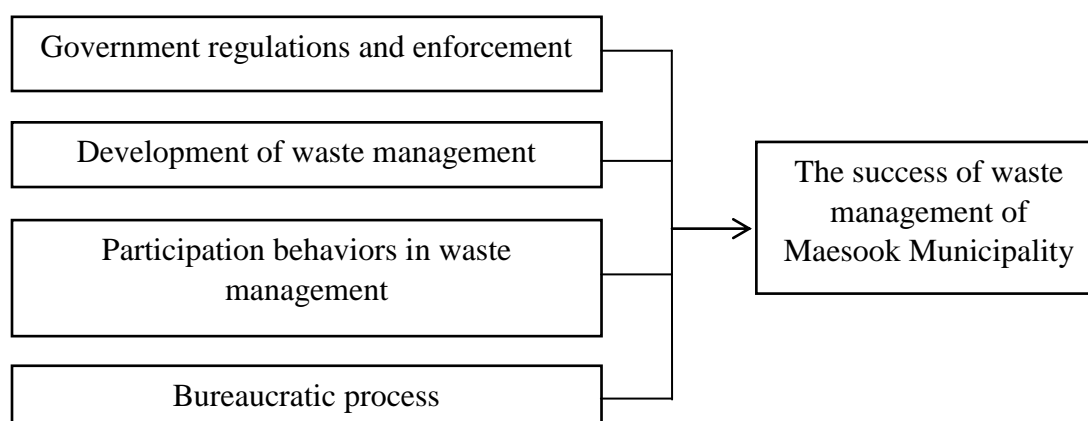 Government regulations and enforcement
Development of waste management
Participation behaviors in waste
management
Bureaucratic process
The success of waste
management of
Maesook Municipality